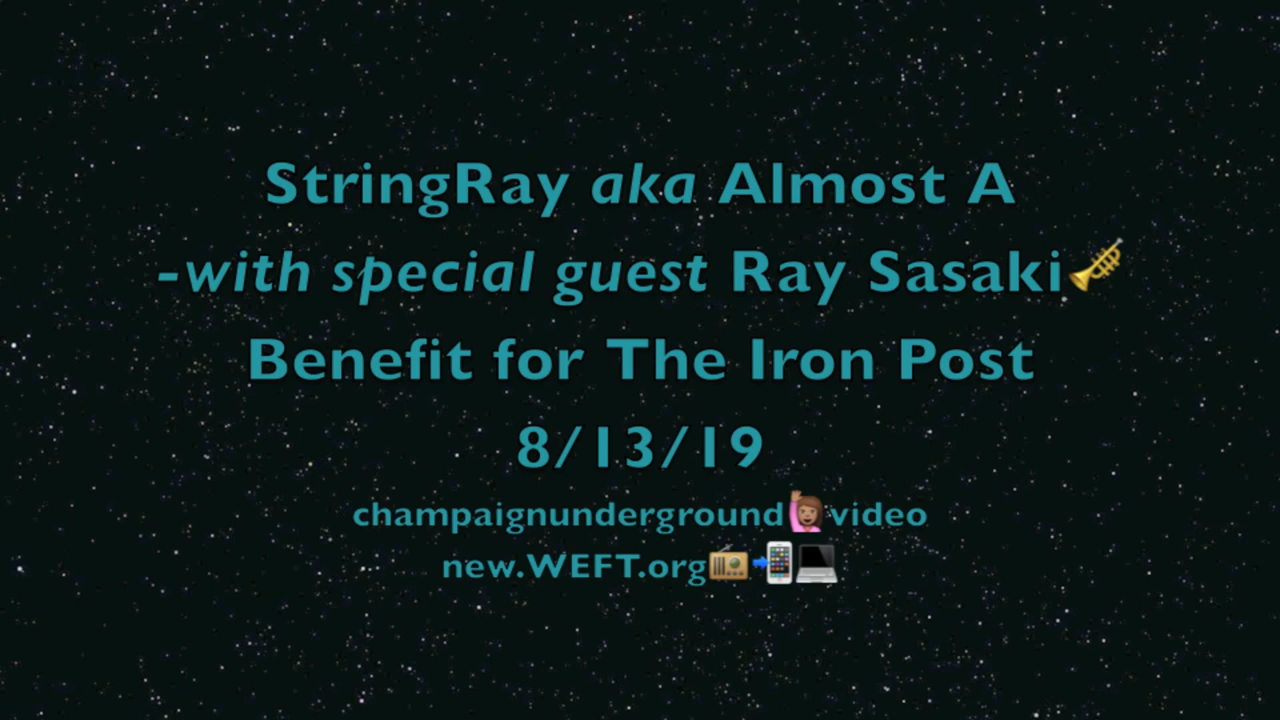 StringRay aka Almost A
-with special guest Ray Sasaki🎺
Benefit for The Iron Post
8/13/19
champaignunderground🙋🏽video
new.WEFT.org📻📲💻